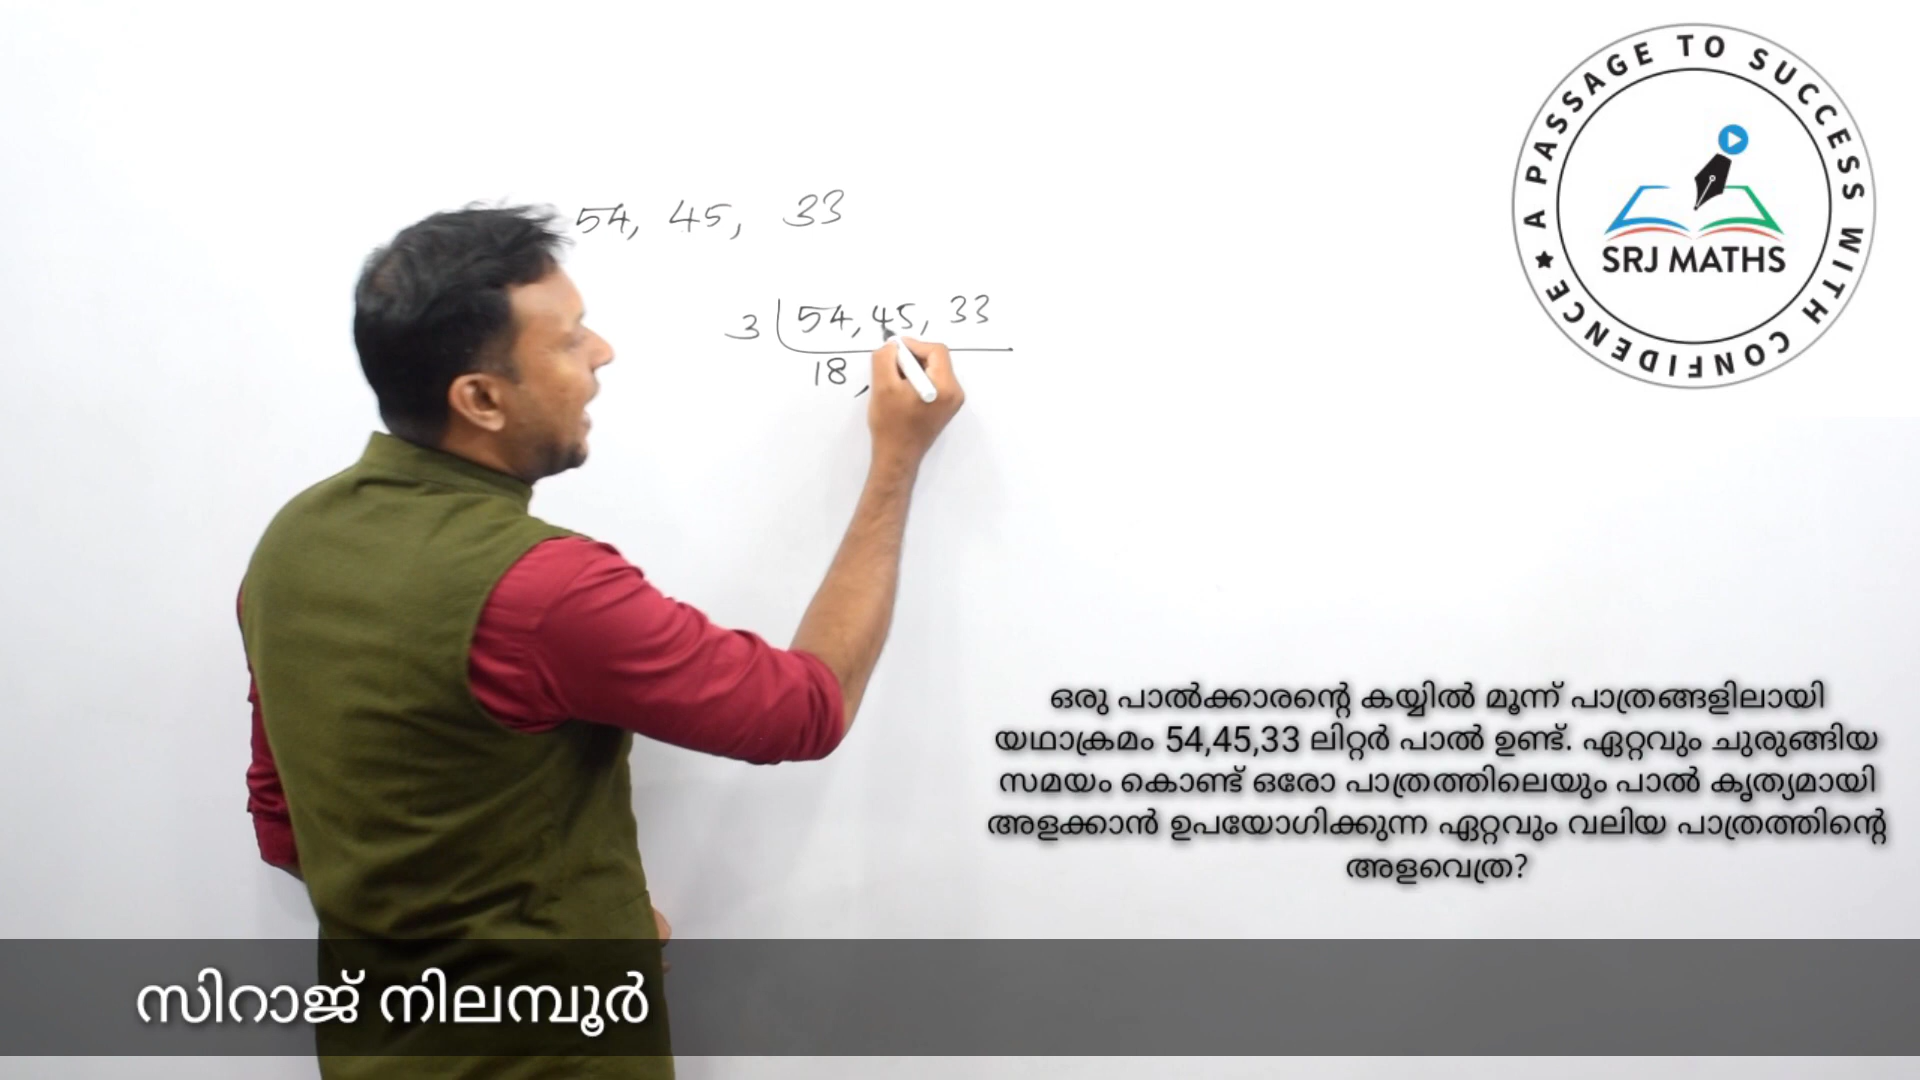 A PASSAGE TO SUCCESS WITH CONFIDENCE
SRJ MATHS
54, 45, 33
3 54, 45, 33
18,
ഒരു പാൽക്കാരന്റെ കയ്യിൽ മൂന്ന് പാത്രങ്ങളിലായി
യഥാക്രമം 54,45,33 ലിറ്റർ പാൽ ഉണ്ട്. ഏറ്റവും ചുരുങ്ങിയ
സമയം കൊണ്ട് ഒരോ പാത്രത്തിലെയും പാൽ കൃത്യമായി
അളക്കാൻ ഉപയോഗിക്കുന്ന ഏറ്റവും വലിയ പാത്രത്തിന്റെ
അളവെത്ര?
സിറാജ് നിലമ്പൂർ